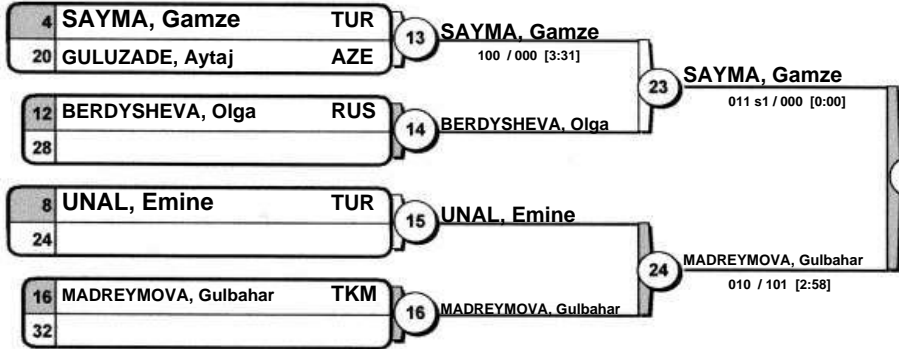 4 SAYMA, Gamze TUR
20 GULUZADE, Aytaj AZE
13 SAYMA, Gamze
100 / 000 [3:31]
12 BERDYSHEVA, Olga RUS
28
14 BERDYSHEVA, Olga
23 SAYMA, Gamze
011 s1 / 000 [0:00]
8 UNAL, Emine TUR
24
15 UNAL, Emine
16 MADREYMOVA, Gulbahar TKM
32
16 MADREYMOVA, Gulbahar
24 MADREYMOVA, Gulbahar
010 / 101 [2:58]